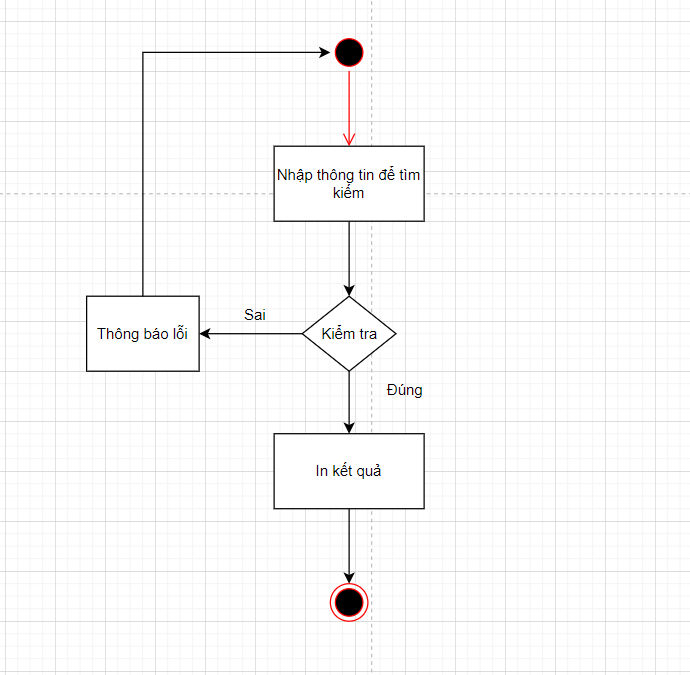 Nhập thông tin để tìm
kiếm
Sai
Thông báo lỗi
Kiểm tra
Đúng
In kết quả